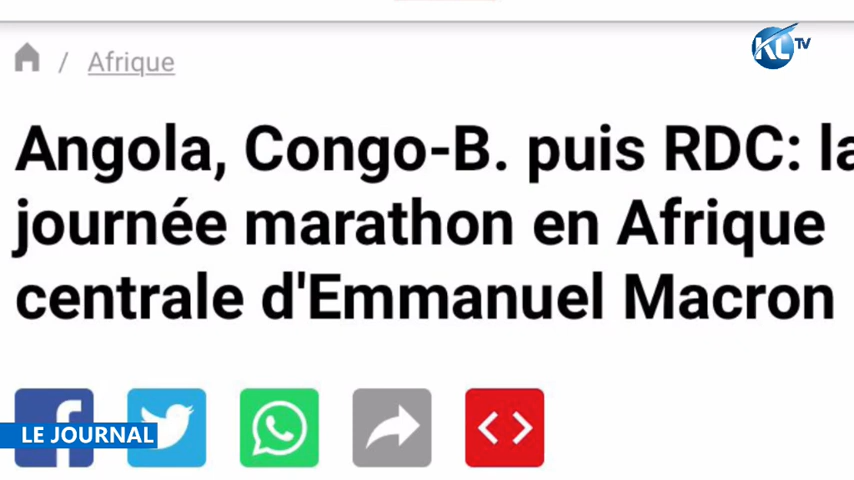 KL TV
/ Afrique
Angola, Congo-B. puis RDC: la
journée marathon en Afrique
centrale d'Emmanuel Macron
LE JOURNAL